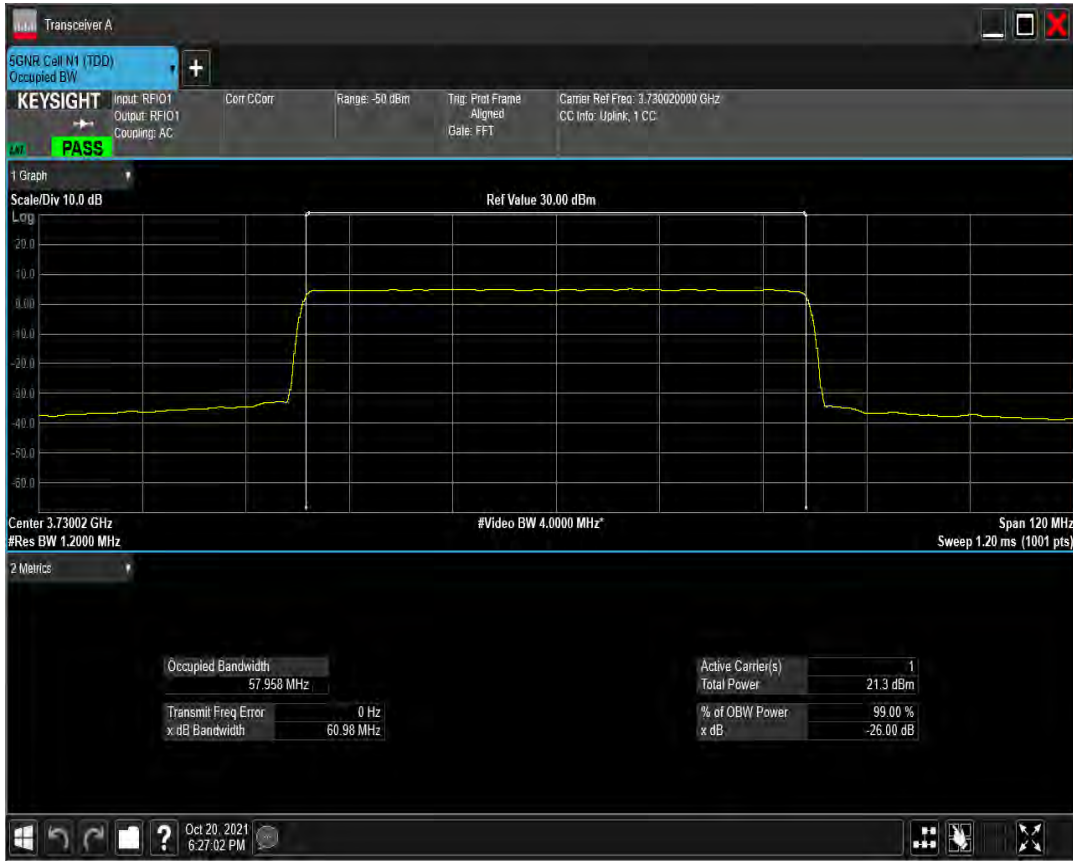 Transceiver A
5GNR Cell N1 (TDD)
Occupied BW
+
KEYSIGHT
PASS
Input: RFIO1
Output: RFIO1
Coupling: AC
Corr CCorr
Range: -50 dBm
Trig: Prot Frame
Aligned
Gate: FFT
Carrier Ref Freq: 3.730020000 GHz
CC Info: Uplink, 1 CC
1 Graph
Scale/Div 10.0 dB
Ref Value 30.00 dBm
Log
20.0
10.0
0.00
-10.0
-20.0
-30.0
-40.0
-50.0
-60.0
Center 3.73002 GHz
#Video BW 4.0000 MHz*
Span 120 MHz
#Res BW 1.2000 MHz
Sweep 1.20 ms (1001 pts)
2 Metrics
Occupied Bandwidth
57.958 MHz
Transmit Freq Error 0 Hz
x dB Bandwidth 60.98 MHz
Active Carrier(s) 1
Total Power 21.3 dBm
% of OBW Power 99.00 %
x dB -26.00 dB
?
Oct 20, 2021
6:27:02 PM